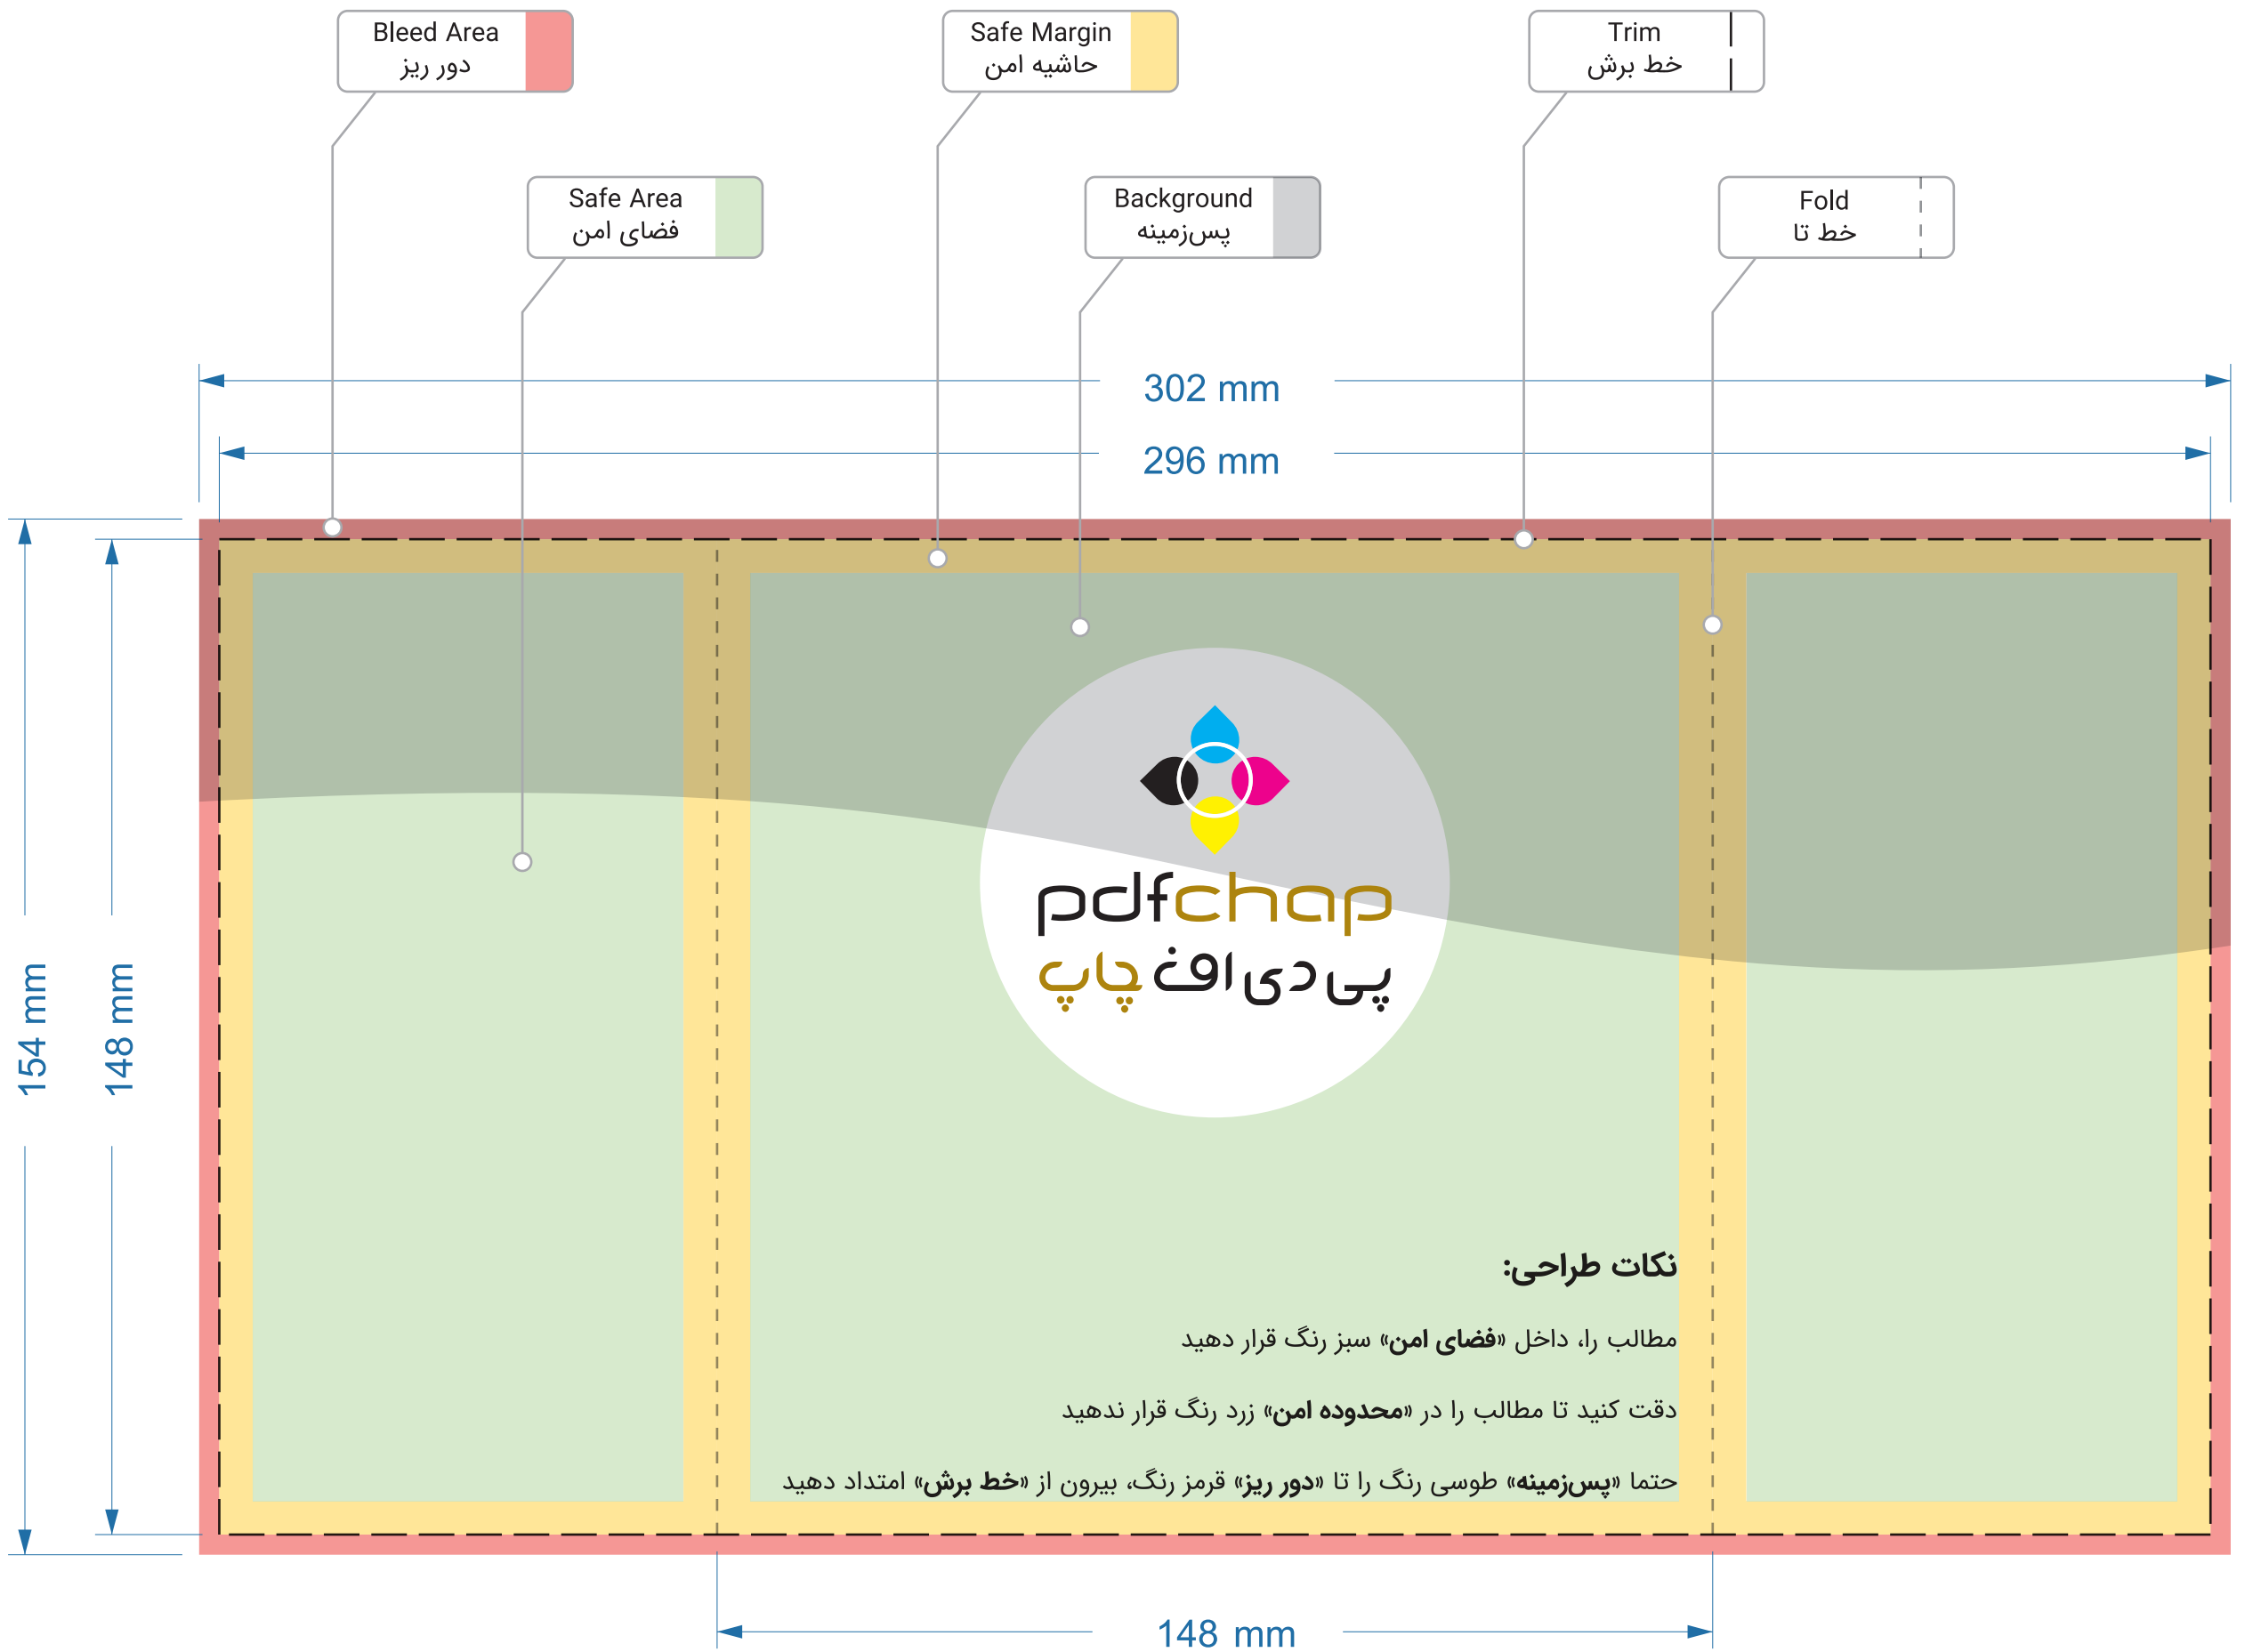 Bleed Area
دور ریز
Safe Margin
حاشیه امن
Trim
خط برش
Safe Area
فضای امن
Background
پس‌زمینه
Fold
خط تا
302 mm
296 mm
154 mm
148 mm
pdfchap
پی دی اف چاپ
نکات طراحی:
مطالب را، داخل «فضای امن» سبز رنگ قرار دهید
دقت کنید تا مطالب را در «محدوده امن» زرد رنگ قرار ندهید
حتما «پس‌زمینه» طوسی رنگ را تا «دور ریز» قرمز رنگ، بیرون از «خط برش» امتداد دهید
148 mm